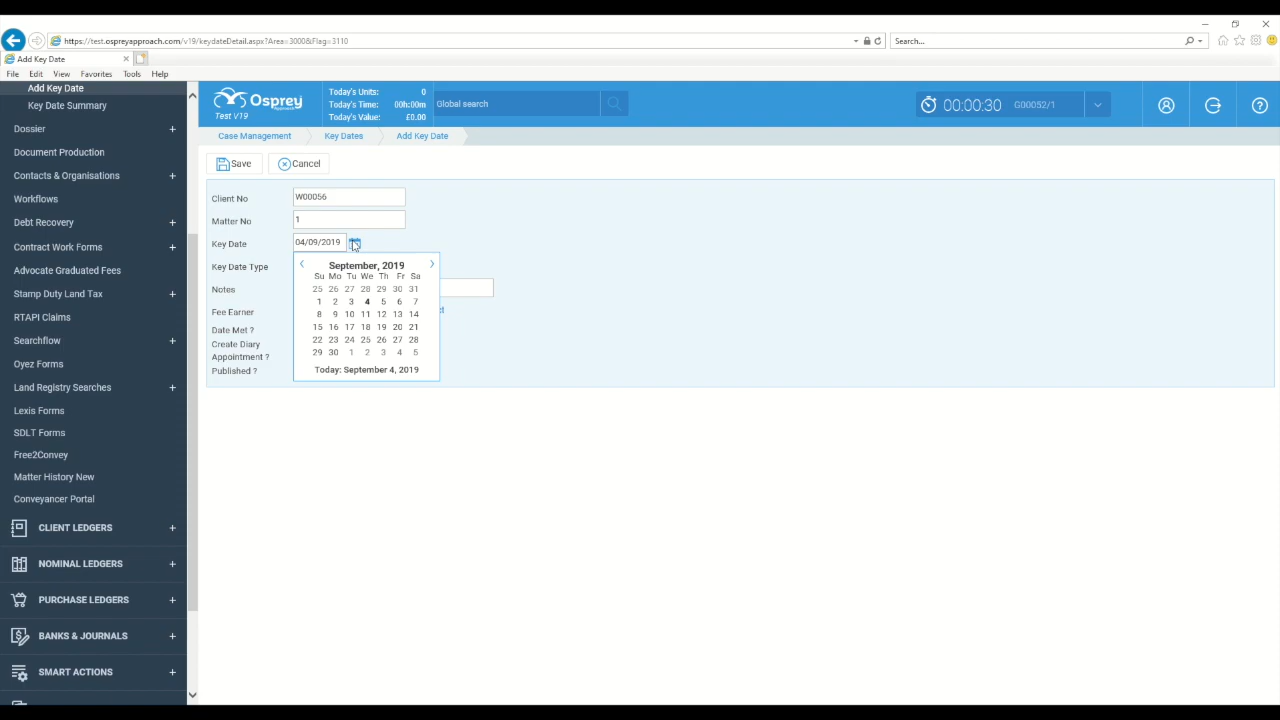 https://test.ospreyapproach.com/v19/keydateDetail.aspx?Area=3000&Flag=3110
Search...
Add Key Date
File Edit View Favorites Tools Help
Add Key Date
Key Date Summary
Dossier +
Document Production
Contacts & Organisations +
Workflows
Debt Recovery +
Contract Work Forms +
Advocate Graduated Fees
Stamp Duty Land Tax +
RTAPI Claims
Searchflow +
Oyez Forms
Land Registry Searches +
Lexis Forms
SDLT Forms
Free2Convey
Matter History New
Conveyancer Portal
CLIENT LEDGERS +
NOMINAL LEDGERS +
PURCHASE LEDGERS +
BANKS & JOURNALS +
SMART ACTIONS +
Osprey
Test V19
Today's Units: 0
Today's Time: 00h:00m
Today's Value: £0.00
Global search
00:00:30 G00052/1
Case Management Key Dates Add Key Date
Save Cancel
Client No W00056
Matter No 1
Key Date 04/09/2019
Key Date Type
Notes
Fee Earner
Date Met ?
Create Diary
Appointment ?
Published ?
September, 2019
Su Mo Tu We Th Fr Sa
25 26 27 28 29 30 31
1 2 3 4 5 6 7
8 9 10 11 12 13 14
15 16 17 18 19 20 21
22 23 24 25 26 27 28
29 30 1 2 3 4 5
Today: September 4, 2019